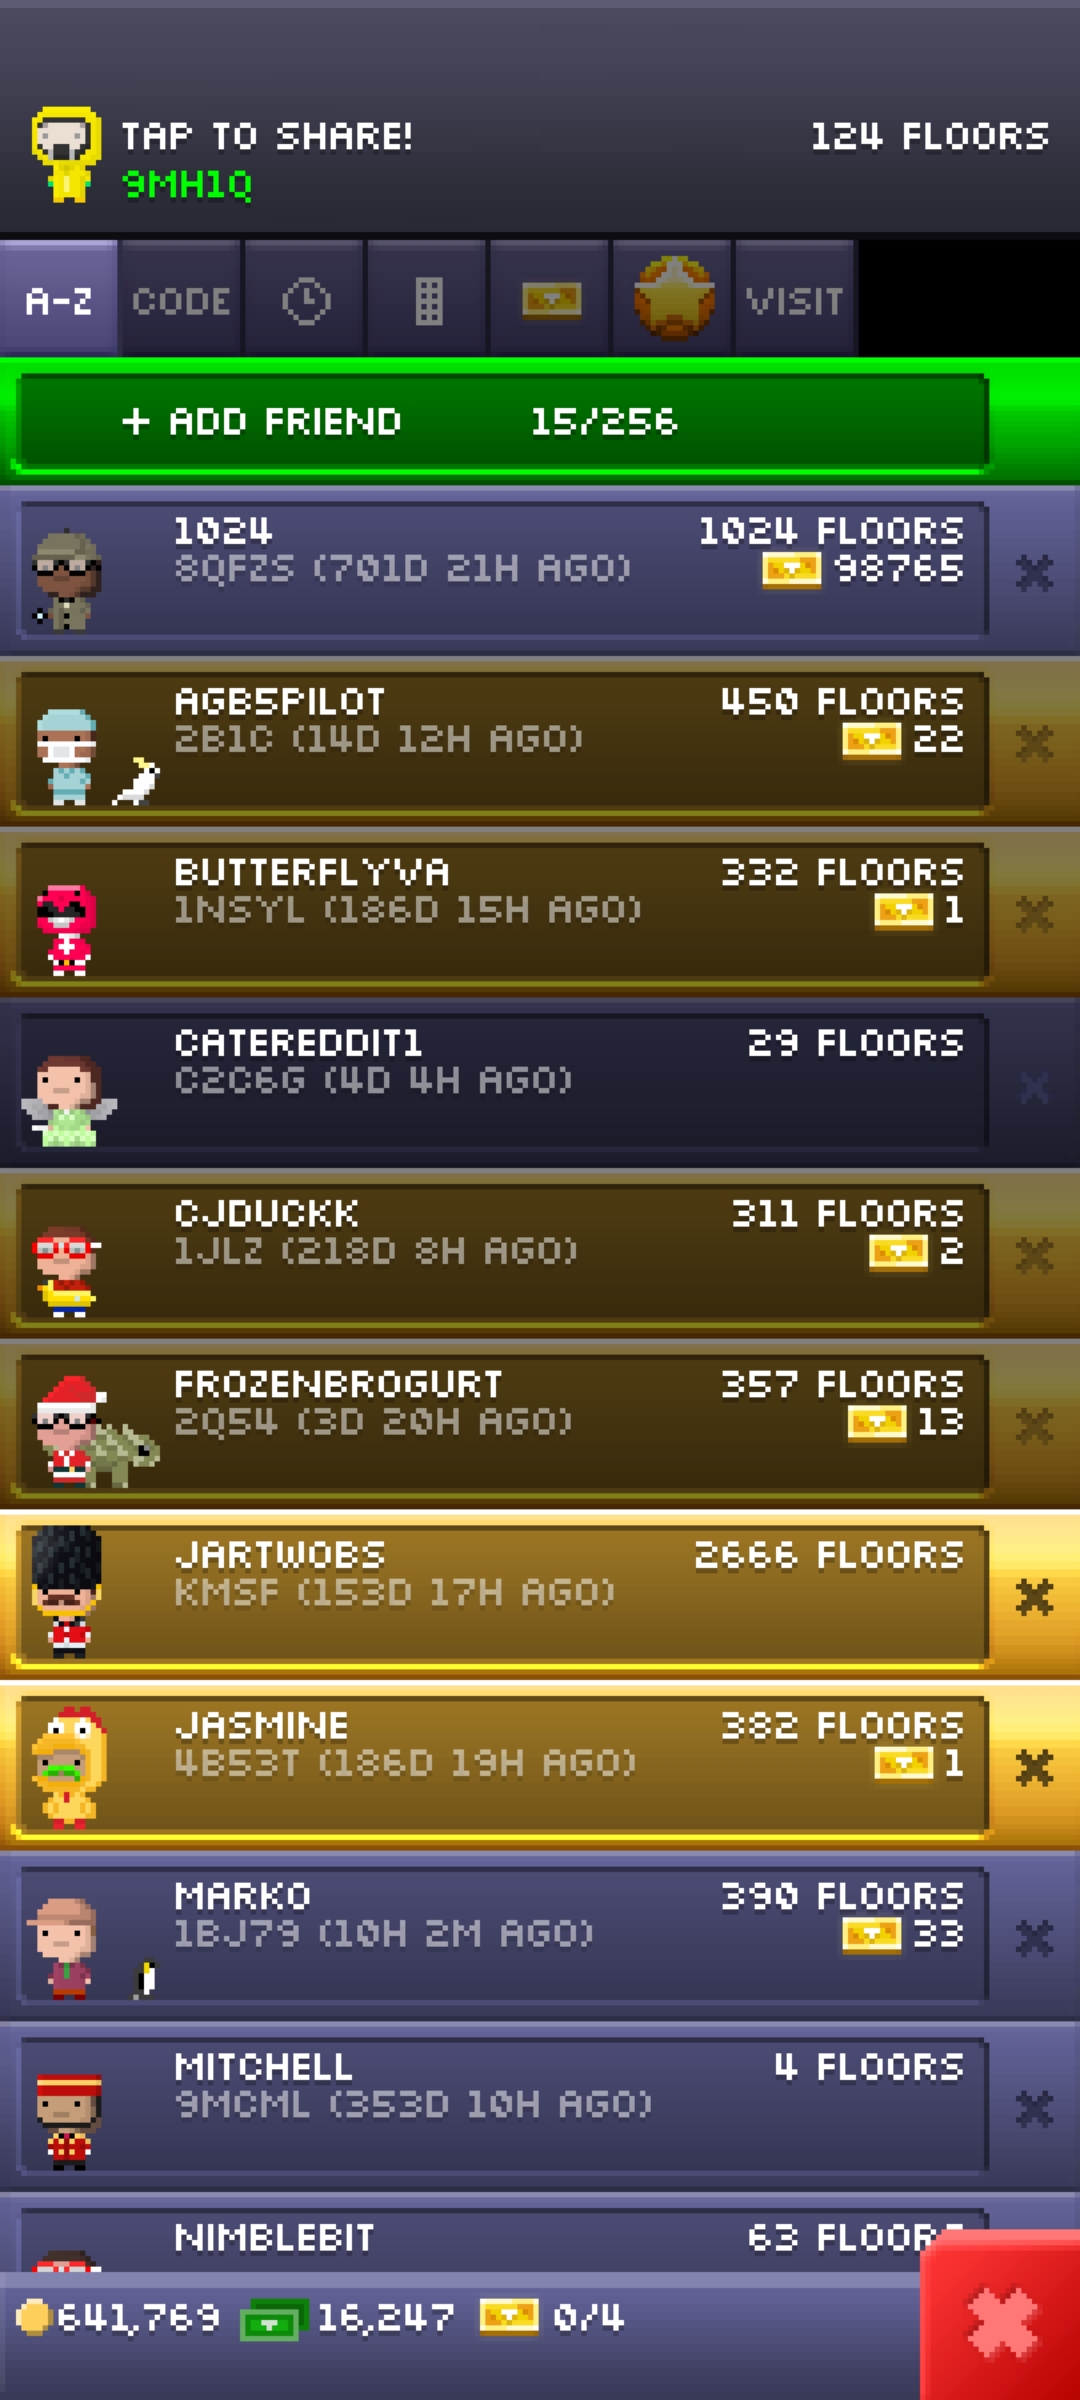 TAP TO SHARE! 124 FLOORS
9MH1Q
A-Z CODE VISIT
+ ADD FRIEND 15/256
1024 1024 FLOORS
8QFZS (701D 21H AGO) 98765
AGB5PILOT 450 FLOORS
2B1C (14D 12H AGO) 22
BUTTERFLYVA 332 FLOORS
1NSYL (186D 15H AGO) 1
CATEREDDIT1 29 FLOORS
C2C6G (4D 4H AGO)
CJDUCKK 311 FLOORS
1JLZ (218D 8H AGO) 2
FROZENBROGURT 357 FLOORS
2Q54 (3D 20H AGO) 13
JARTWOBS 2666 FLOORS
KMSF (153D 17H AGO)
JASMINE 382 FLOORS
4B53T (186D 19H AGO) 1
MARKO 390 FLOORS
1BJ79 (10H 2M AGO) 33
MITCHELL 4 FLOORS
9MCML (353D 10H AGO)
NIMBLEBIT 63 FLOORS
641,769 16,247 0/4